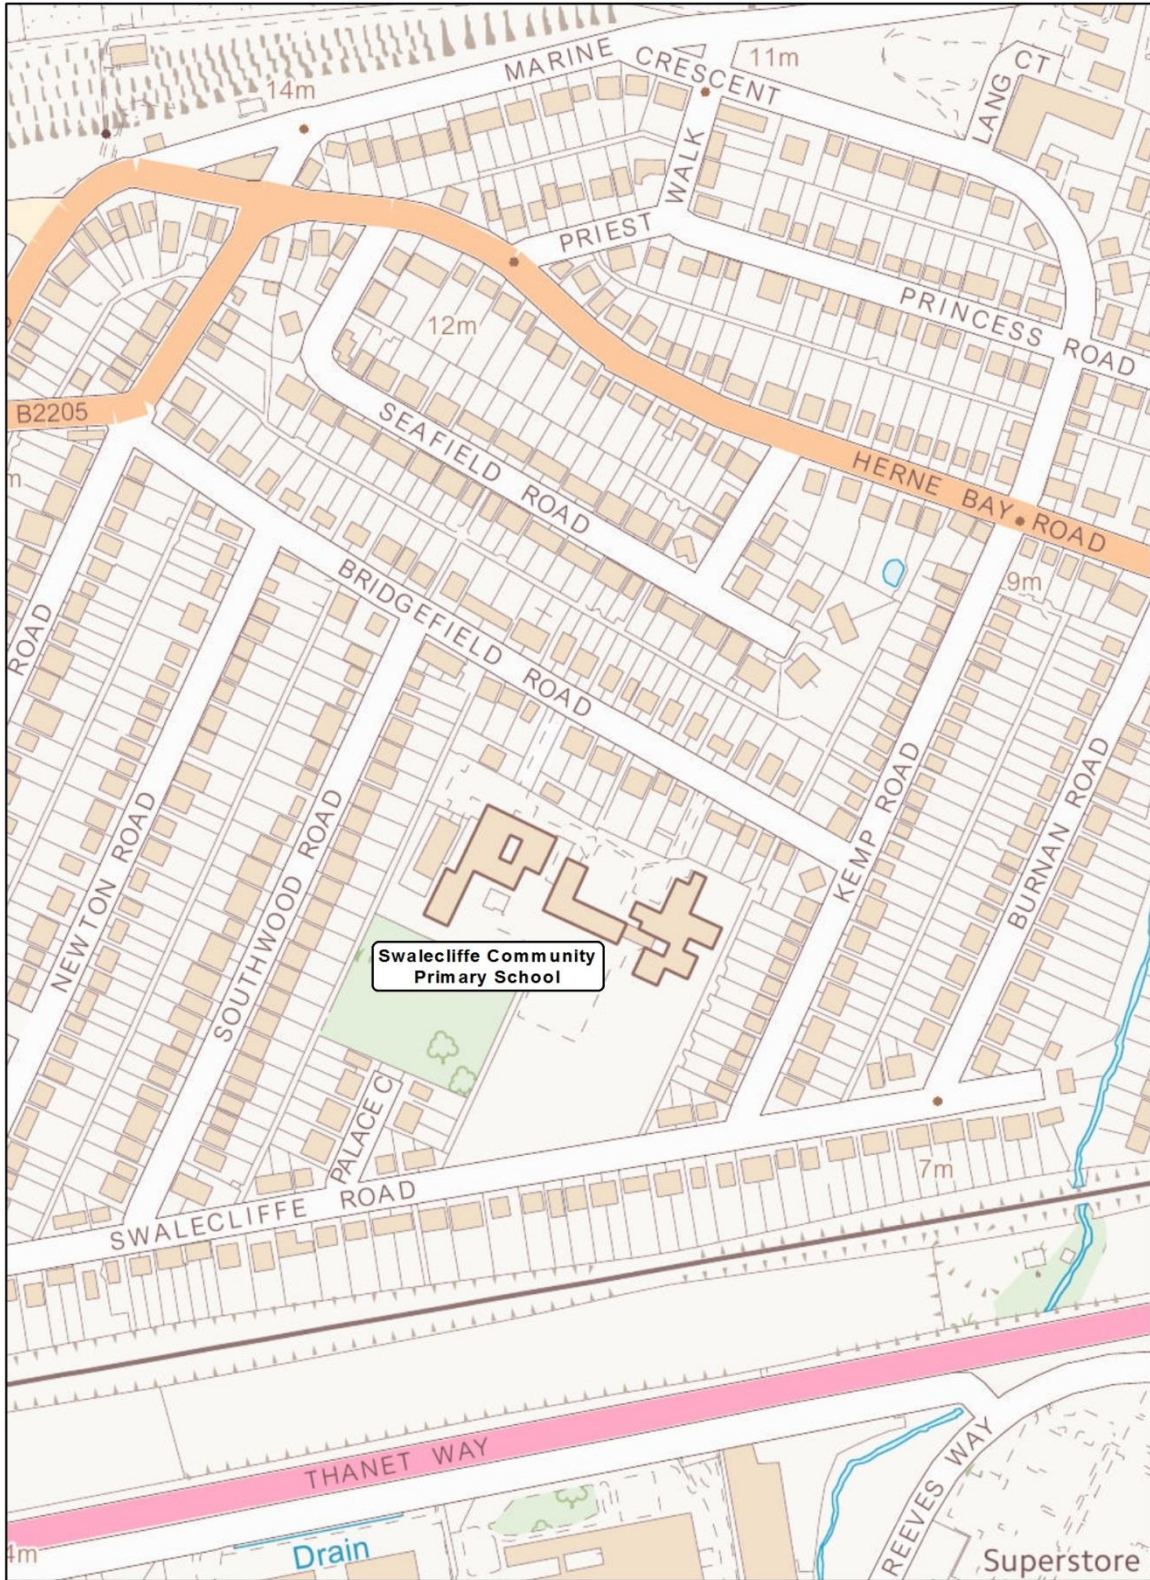 MARINE CRESCENT
11m
LANG CT
14m
PRIEST WALK
PRINCESS ROAD
12m
B2205
SEAFIELD ROAD
HERNE BAY ROAD
9m
BRIDGEFIELD ROAD
ROAD
NEWTON ROAD
SOUTHWOOD ROAD
KEMP ROAD
BURNAN ROAD
Swalecliffe Community
Primary School
PALACE C
SWALECLIFFE ROAD
7m
THANET WAY
REEVES WAY
4m
Drain
Superstore